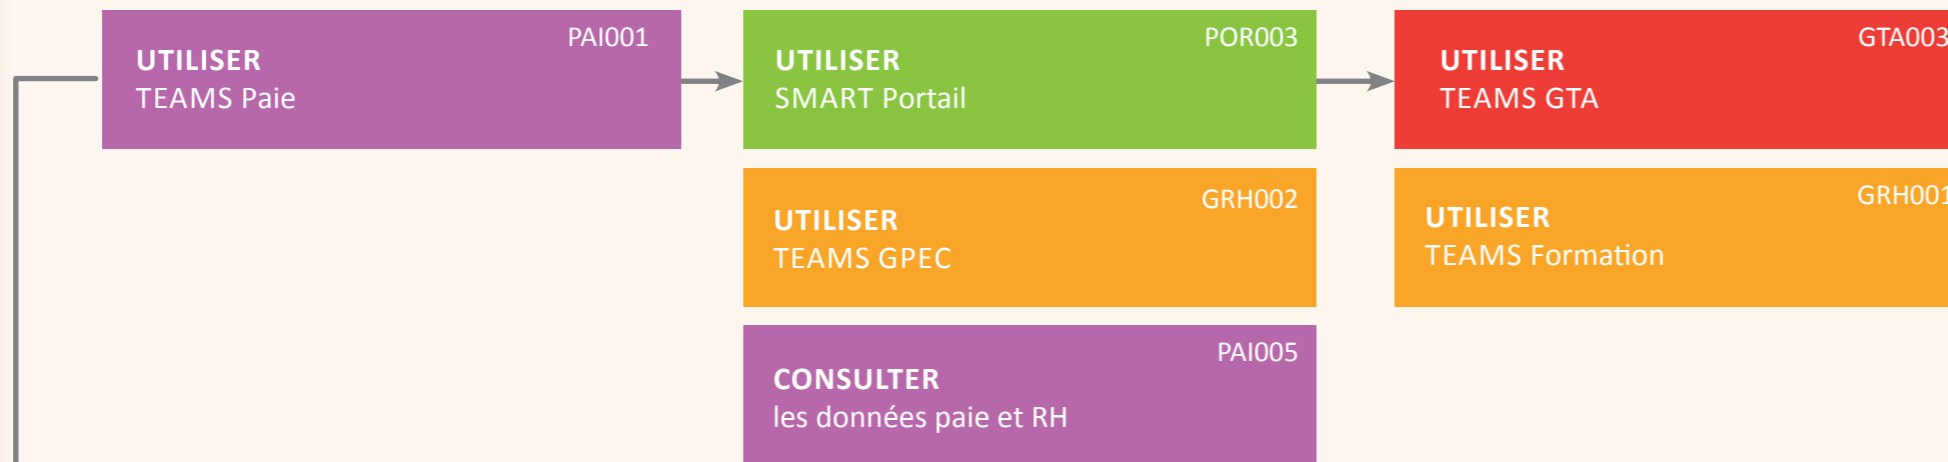 PAI001
UTILISER
TEAMS Paie
POR003
UTILISER
SMART Portail
GTA003
UTILISER
TEAMS GTA
GRH002
UTILISER
TEAMS GPEC
GRH001
UTILISER
TEAMS Formation
PAI005
CONSULTER
les données paie et RH